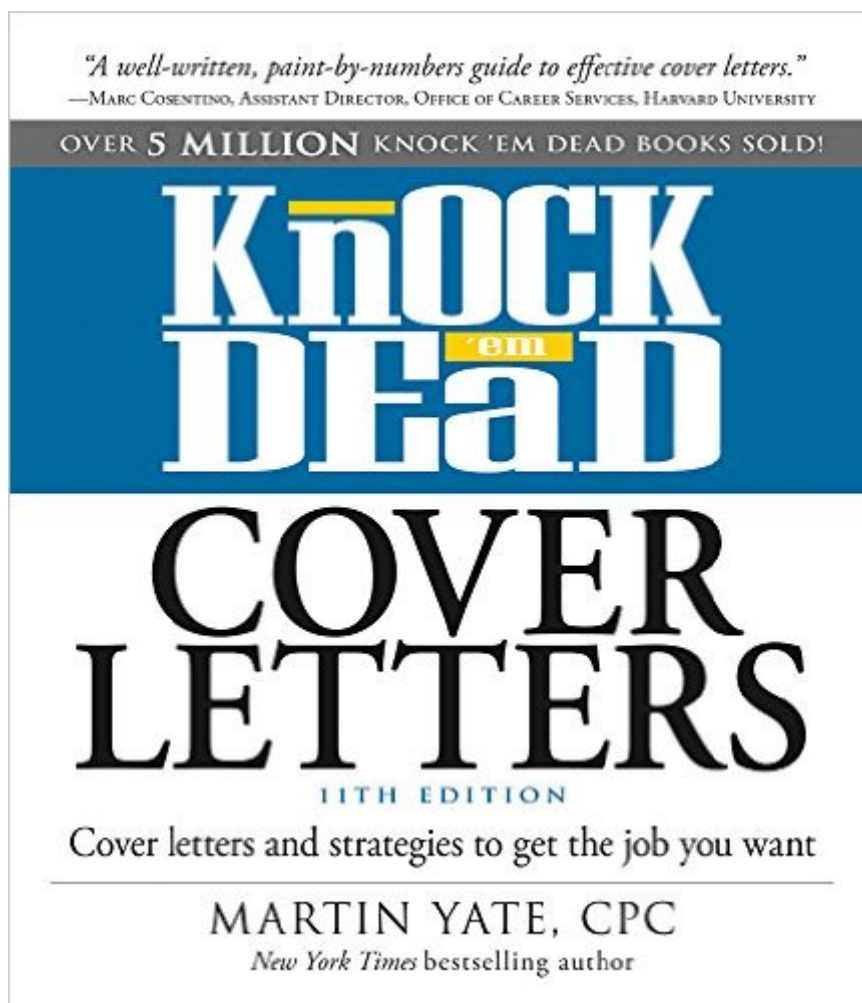 “A well-written, paint-by-numbers guide to effective cover letters.”
—MARC COSENTINO, ASSISTANT DIRECTOR, OFFICE OF CAREER SERVICES, HARVARD UNIVERSITY
OVER 5 MILLION KNOCK ’EM DEAD BOOKS SOLD!
KnOCK
’em
DEaD
COVER
LETTERS
11TH EDITION
Cover letters and strategies to get the job you want
MARTIN YATE, CPC
New York Times bestselling author